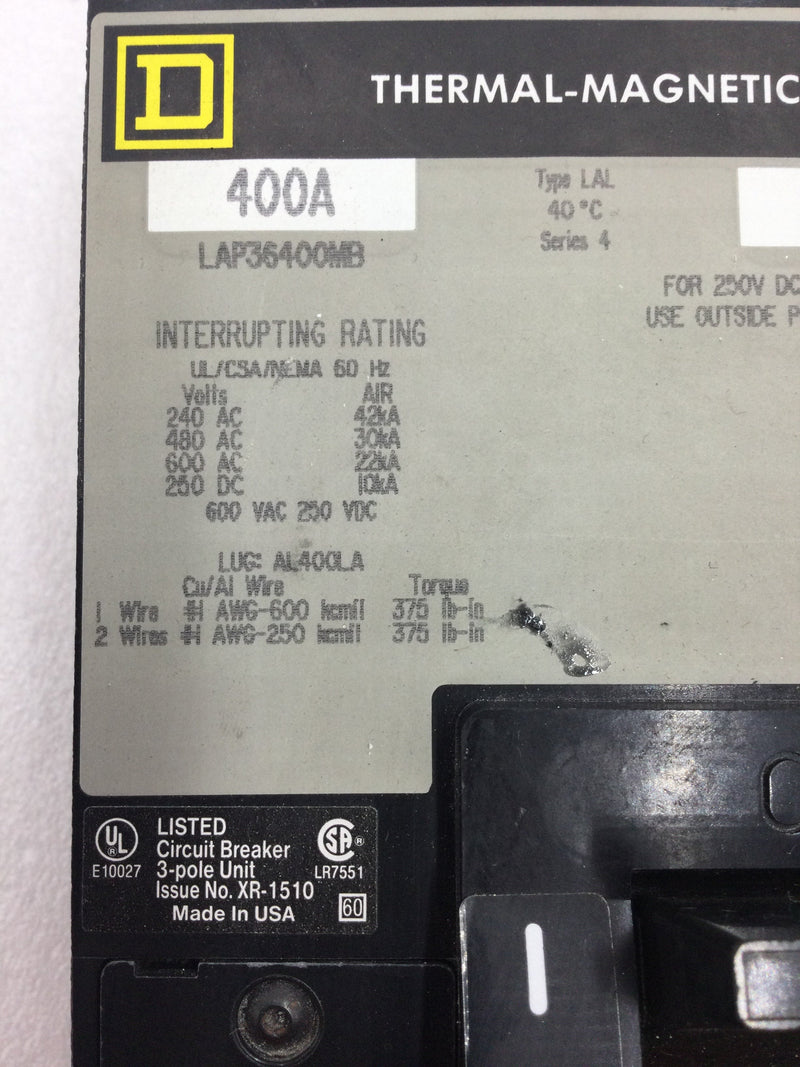 D
THERMAL-MAGNETIC
400A
LAP36400MB
Type LAL
40°C
Series 4
FOR 250V DC
USE OUTSIDE P
INTERRUPTING RATING
UL/CSA/NEMA 60 Hz
Volts AIR
240 AC 42kA
480 AC 30kA
600 AC 22kA
250 DC 10kA
600 VAC 250 VDC
LUG: AL400LA
Cu/Al Wire Torque
1 Wire #1 AWG-600 kcmil 375 lb-in
2 Wires #1 AWG-250 kcmil 375 lb-in
UL ®
E10027
LISTED
Circuit Breaker
3-pole Unit
Issue No. XR-1510
Made In USA
SA ®
LR7551
60
O
I